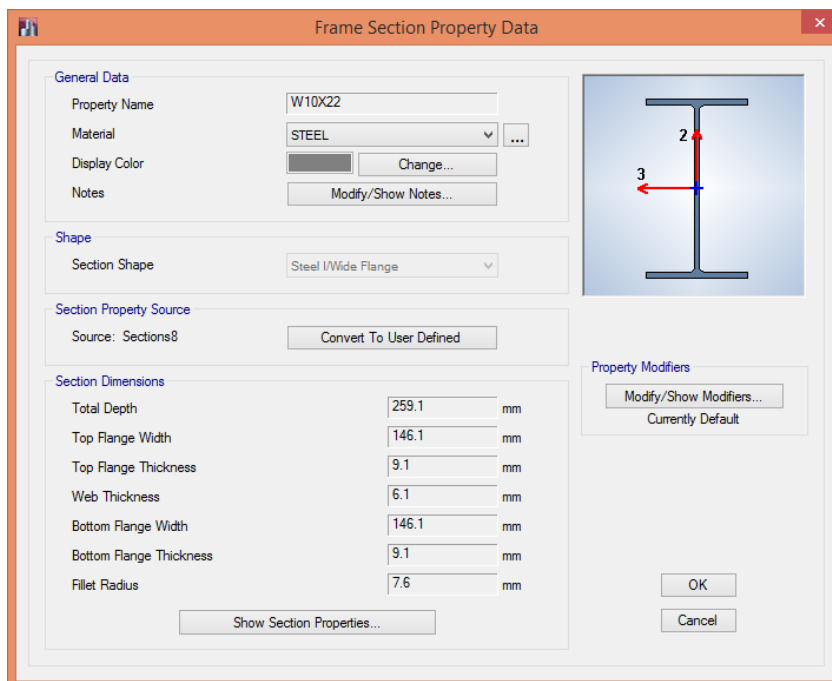 Frame Section Property Data
General Data
Property Name W10X22
Material STEEL ...
Display Color Change...
Notes Modify/Show Notes...
2
3
Shape
Section Shape Steel I/Wide Flange
Section Property Source
Source: Sections8 Convert To User Defined
Property Modifiers
Modify/Show Modifiers...
Currently Default
Section Dimensions
Total Depth 259.1 mm
Top Flange Width 146.1 mm
Top Flange Thickness 9.1 mm
Web Thickness 6.1 mm
Bottom Flange Width 146.1 mm
Bottom Flange Thickness 9.1 mm
Fillet Radius 7.6 mm
Show Section Properties...
OK
Cancel